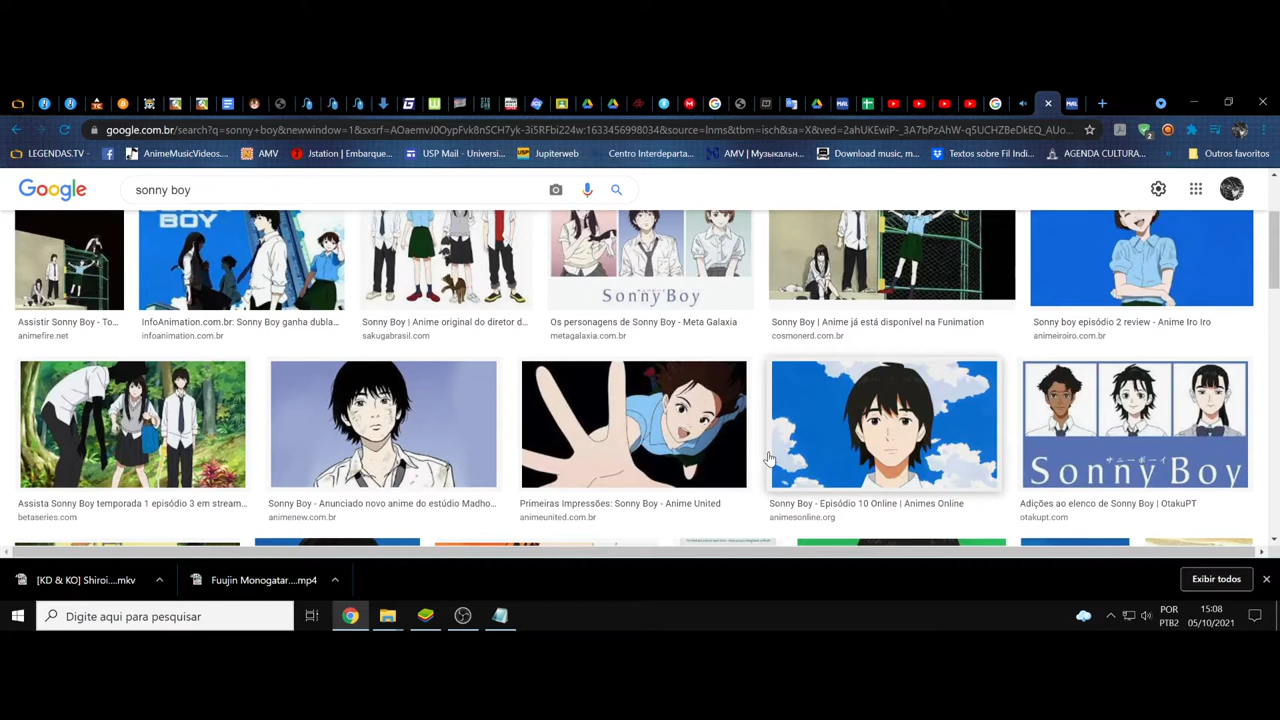 google.com.br/search?q=sonny+boy&newwindow=1&sxsrf=AOaemvJ0OypFvk8nSCH7yk-3i5RFbi224w:1633456998034&source=lnms&tbm=isch&sa=X&ved=2ahUKEwiP-_3A7bPzAhW-q5UCHZBeDkEQ_AUo...
LEGENDAS.TV -
AnimeMusicVideos....
AMV
Jstation | Embarque...
USP Mail - Universi...
Jupiterweb
Centro Interdeparta...
AMV | Музыкальн...
Download music, m...
Textos sobre Fil Indi...
AGENDA CULTURA...
Outros favoritos
Google
sonny boy
BOY
Sonny Boy
Assistir Sonny Boy - To...
InfoAnimation.com.br: Sonny Boy ganha dubla...
Sonny Boy | Anime original do diretor d...
Os personagens de Sonny Boy - Meta Galaxia
Sonny Boy | Anime já está disponível na Funimation
Sonny boy episódio 2 review - Anime Iro Iro
animefire.net
infoanimation.com.br
sakugabrasil.com
metagalaxia.com.br
cosmonerd.com.br
animeiroiro.com.br
サニーボーイ
Sonny Boy
Assista Sonny Boy temporada 1 episódio 3 em stream...
Sonny Boy - Anunciado novo anime do estúdio Madho...
Primeiras Impressões: Sonny Boy - Anime United
Sonny Boy - Episódio 10 Online | Animes Online
Adições ao elenco de Sonny Boy | OtakuPT
betaseries.com
animenew.com.br
animeunited.com.br
animesonline.org
otakupt.com
[KD & KO] Shiroi....mkv
Fuujin Monogatar....mp4
Exibir todos
Digite aqui para pesquisar
POR
PTB2
15:08
05/10/2021